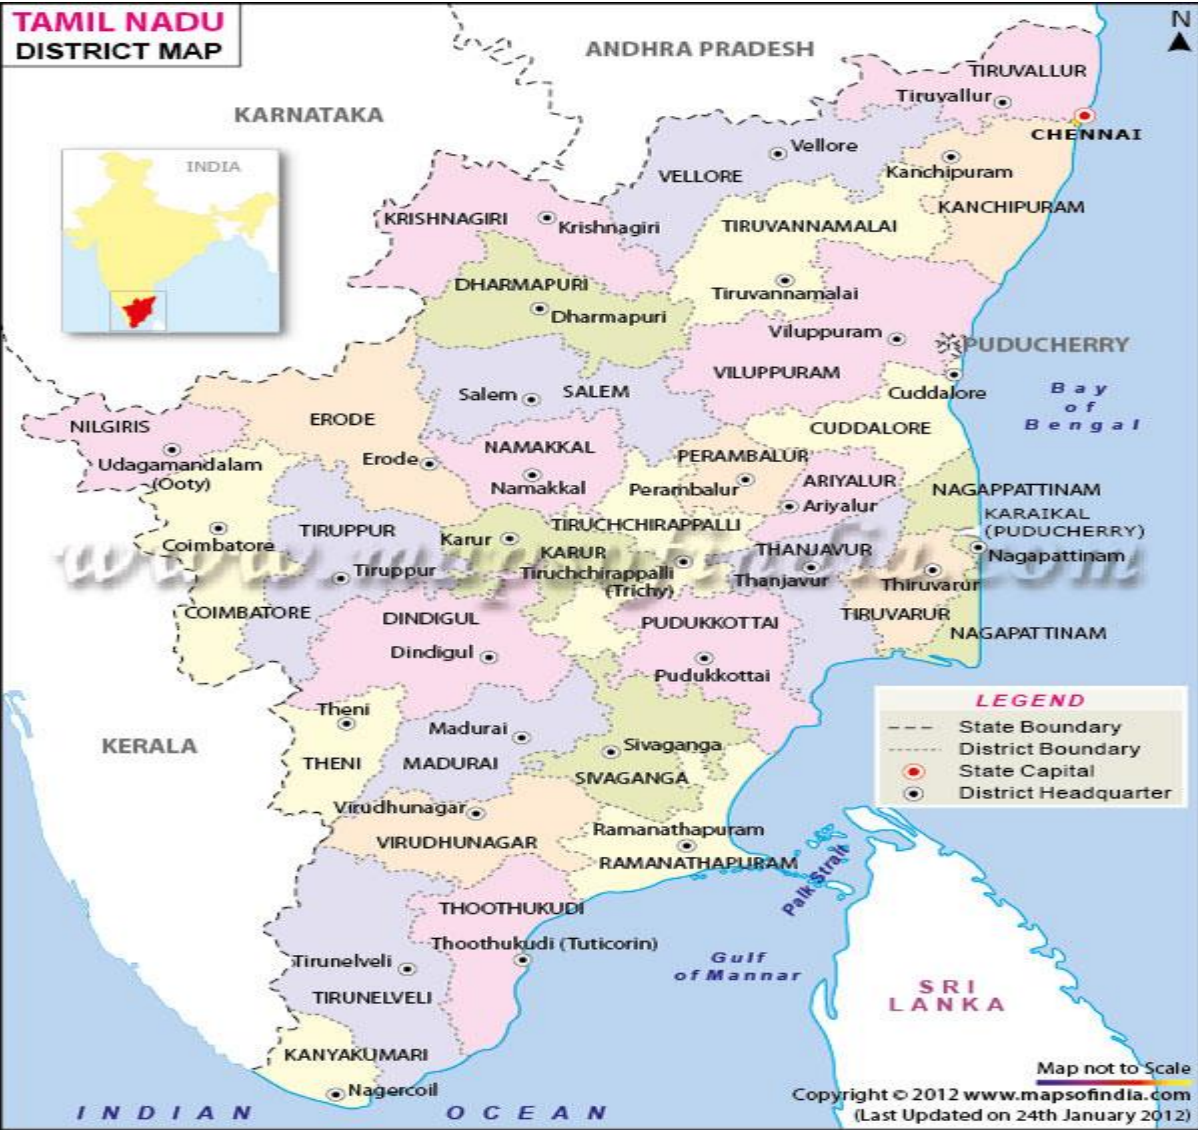 TAMIL NADU
DISTRICT MAP
N
ANDHRA PRADESH
KARNATAKA
INDIA
TIRUVALLUR
Tiruvallur
CHENNAI
Vellore
VELLORE
Kanchipuram
KANCHIPURAM
KRISHNAGIRI
Krishnagiri
TIRUVANNAMALAI
Tiruvannamalai
DHARMAPURI
Dharmapuri
Viluppuram
VILUPPURAM
PUDUCHERRY
Cuddalore
CUDDALORE
Bay
of
Bengal
Salem
SALEM
ERODE
Erode
NILGIRIS
Udagamandalam
(Ooty)
NAMAKKAL
Namakkal
PERAMBALUR
Perambalur
ARIYALUR
Ariyalur
NAGAPPATTINAM
KARAIKAL
(PUDUCHERRY)
Nagapattinam
Coimbatore
COIMBATORE
TIRUPPUR
Tiruppur
Karur
KARUR
TIRUCHCHIRAPPALLI
Tiruchchirappalli
(Trichy)
THANJAVUR
Thanjavur
Thiruvarur
TIRUVARUR
NAGAPATTINAM
www.mapsofindia.com
DINDIGUL
Dindigul
PUDUKKOTTAI
Pudukkottai
LEGEND
State Boundary
District Boundary
State Capital
District Headquarter
KERALA
Theni
THENI
Madurai
MADURAI
Sivaganga
SIVAGANGA
Virudhunagar
VIRUDHUNAGAR
Ramanathapuram
RAMANATHAPURAM
Palk Strait
THOOTHUKUDI
Thoothukudi (Tuticorin)
Gulf
of Mannar
SRI
LANKA
Tirunelveli
TIRUNELVELI
KANYAKUMARI
Nagercoil
INDIAN OCEAN
Map not to Scale
Copyright © 2012 www.mapsofindia.com
(Last Updated on 24th January 2012)